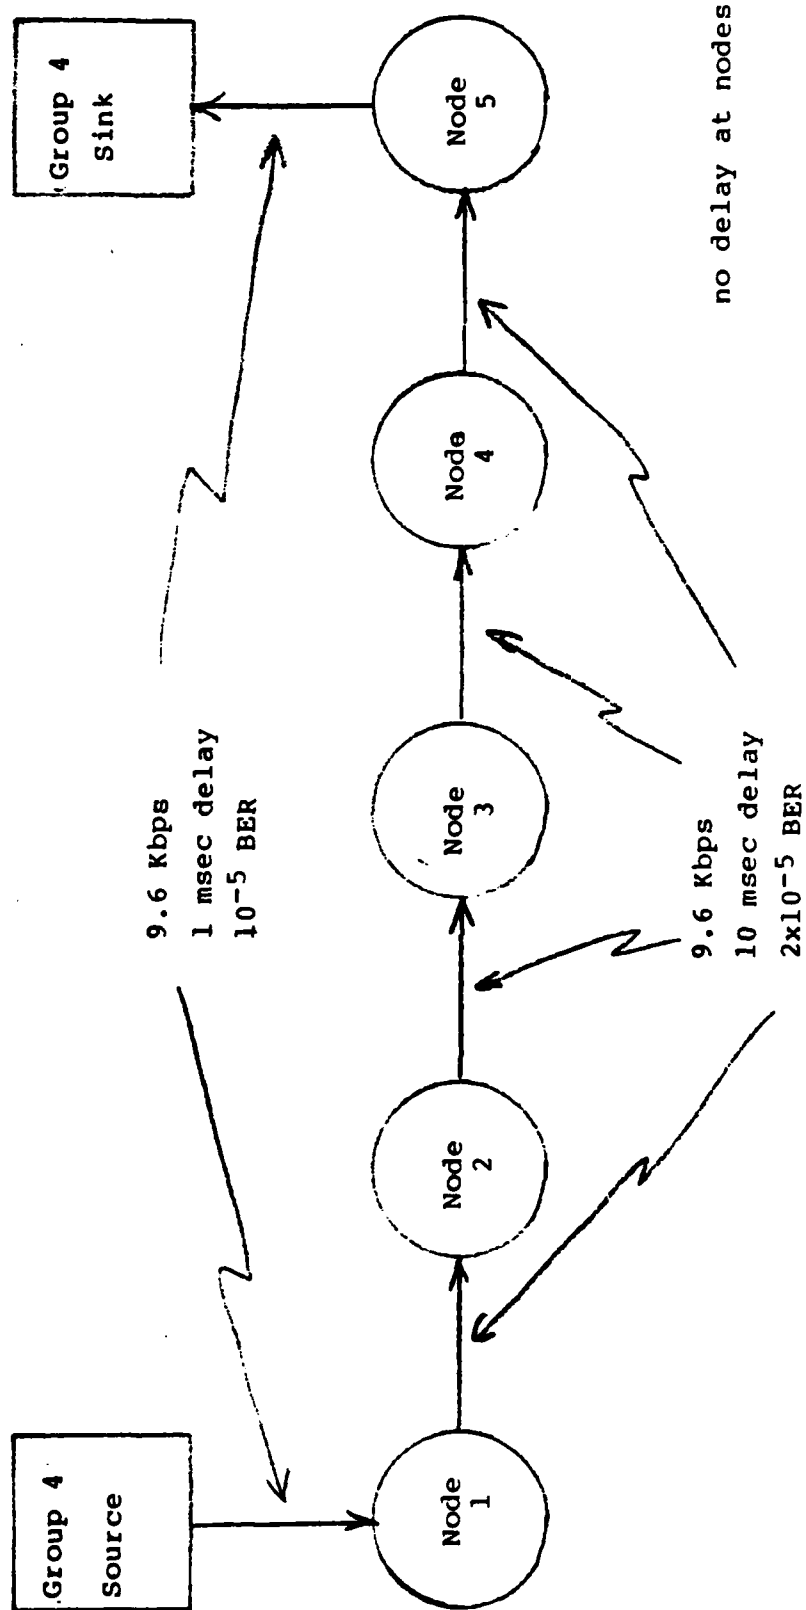 Group 4
Source
Group 4
Sink
9.6 Kbps
1 msec delay
10-5 BER
Node
1
Node
2
Node
3
Node
4
Node
5
9.6 Kbps
10 msec delay
2x10-5 BER
no delay at nodes